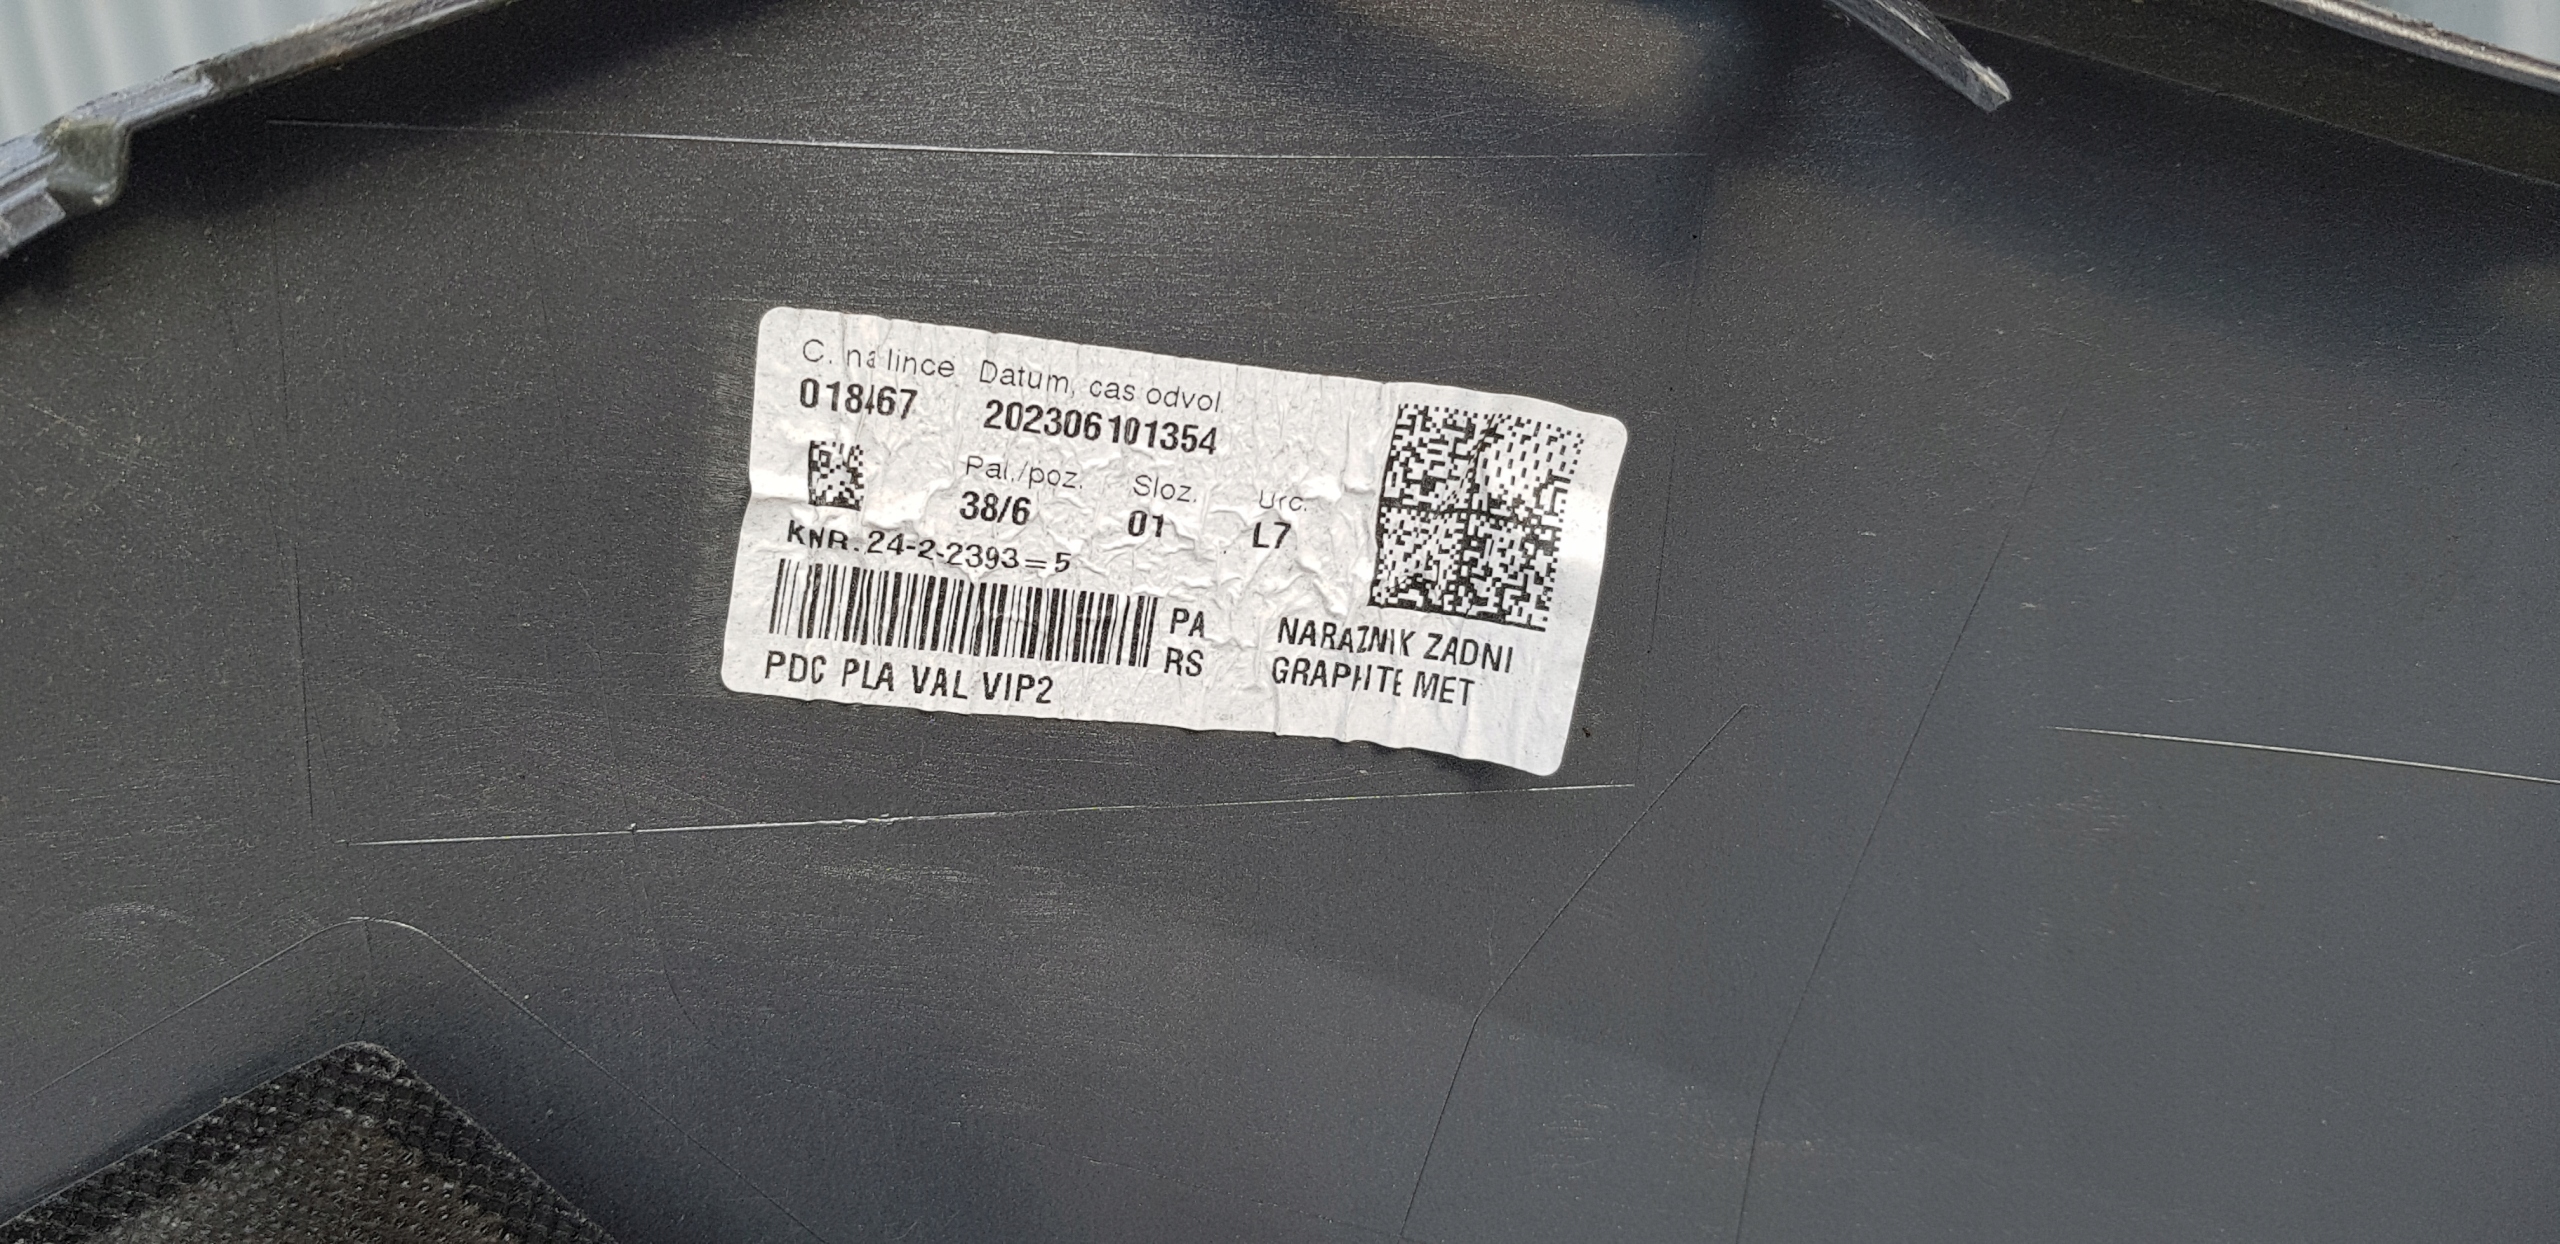 C. na lince Datum, cas odvol.
018467 202306101354
Pal./poz. Sloz. Urc.
38/6 01 L7
KNR. 24-2-2393=5
PA
RS
PDC PLA VAL VIP2
NARAZNIK ZADNI
GRAPHITE MET